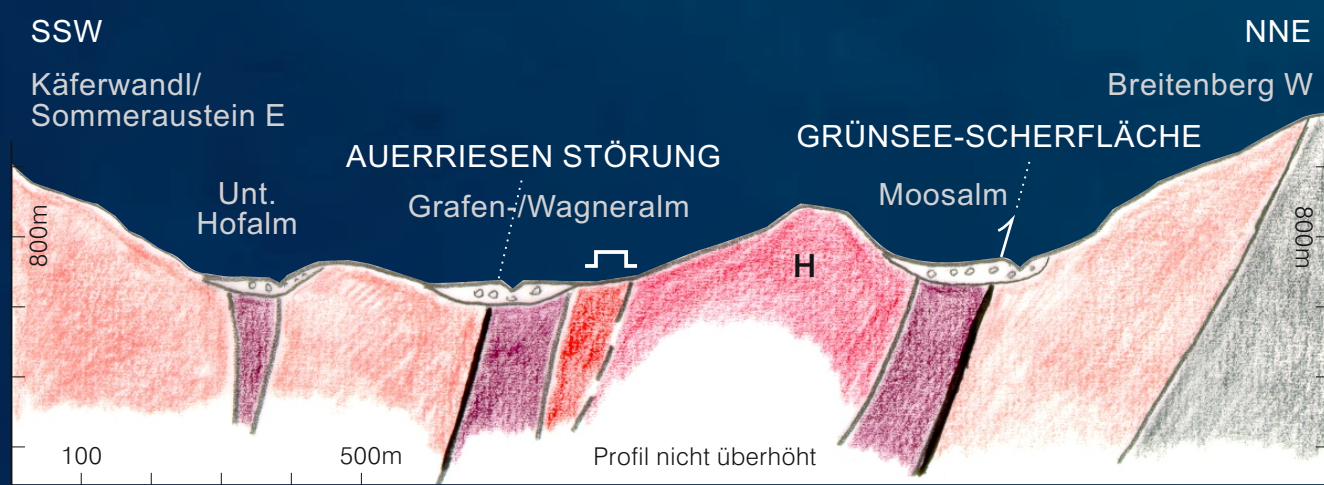 SSW
NNE
Käferwandl/
Sommeraustein E
Breitenberg W
AUERRIESEN STÖRUNG
GRÜNSEE-SCHERFLÄCHE
Unt.
Hofalm
Grafen-/Wagneralm
Moosalm
800m
800m
H
100
500m
Profil nicht überhöht